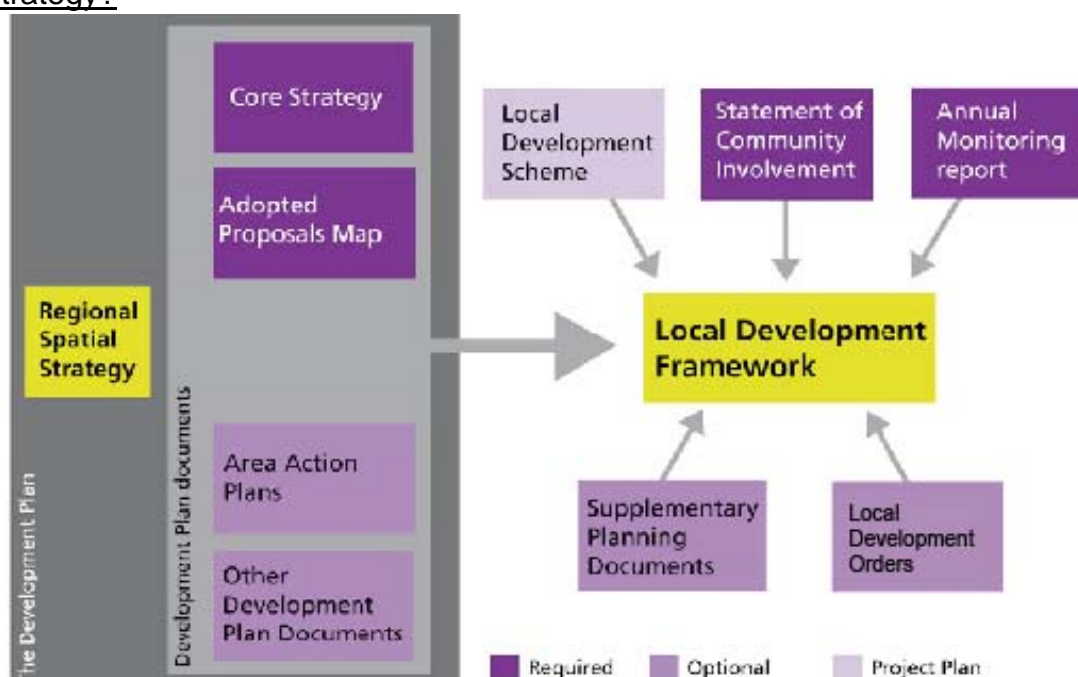 trategy?
Core Strategy
Adopted
Proposals Map
Regional
Spatial
Strategy
Area Action
Plans
Other
Development
Plan Documents
Development Plan documents
he Development Plan
Local
Development
Scheme
Statement of
Community
Involvement
Annual
Monitoring
report
Local Development
Framework
Supplementary
Planning
Documents
Local
Development
Orders
Required
Optional
Project Plan